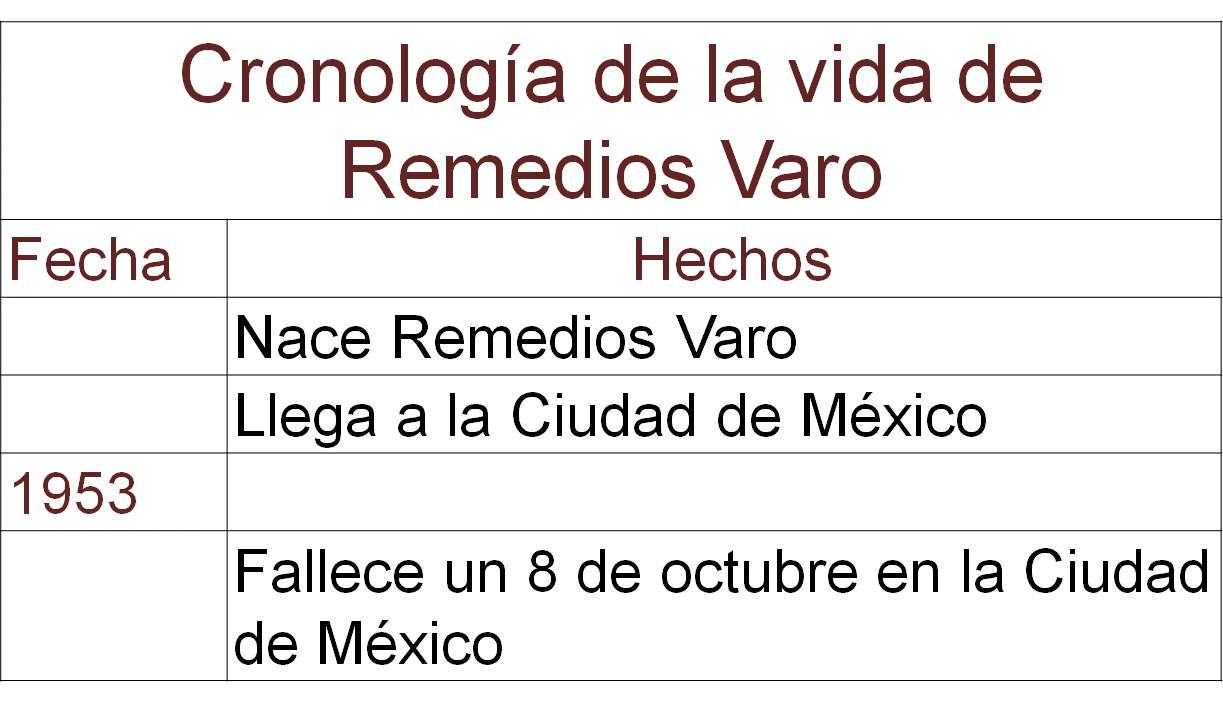 Cronología de la vida de
Remedios Varo
Fecha Hechos
Nace Remedios Varo
Llega a la Ciudad de México
1953
Fallece un 8 de octubre en la Ciudad
de México